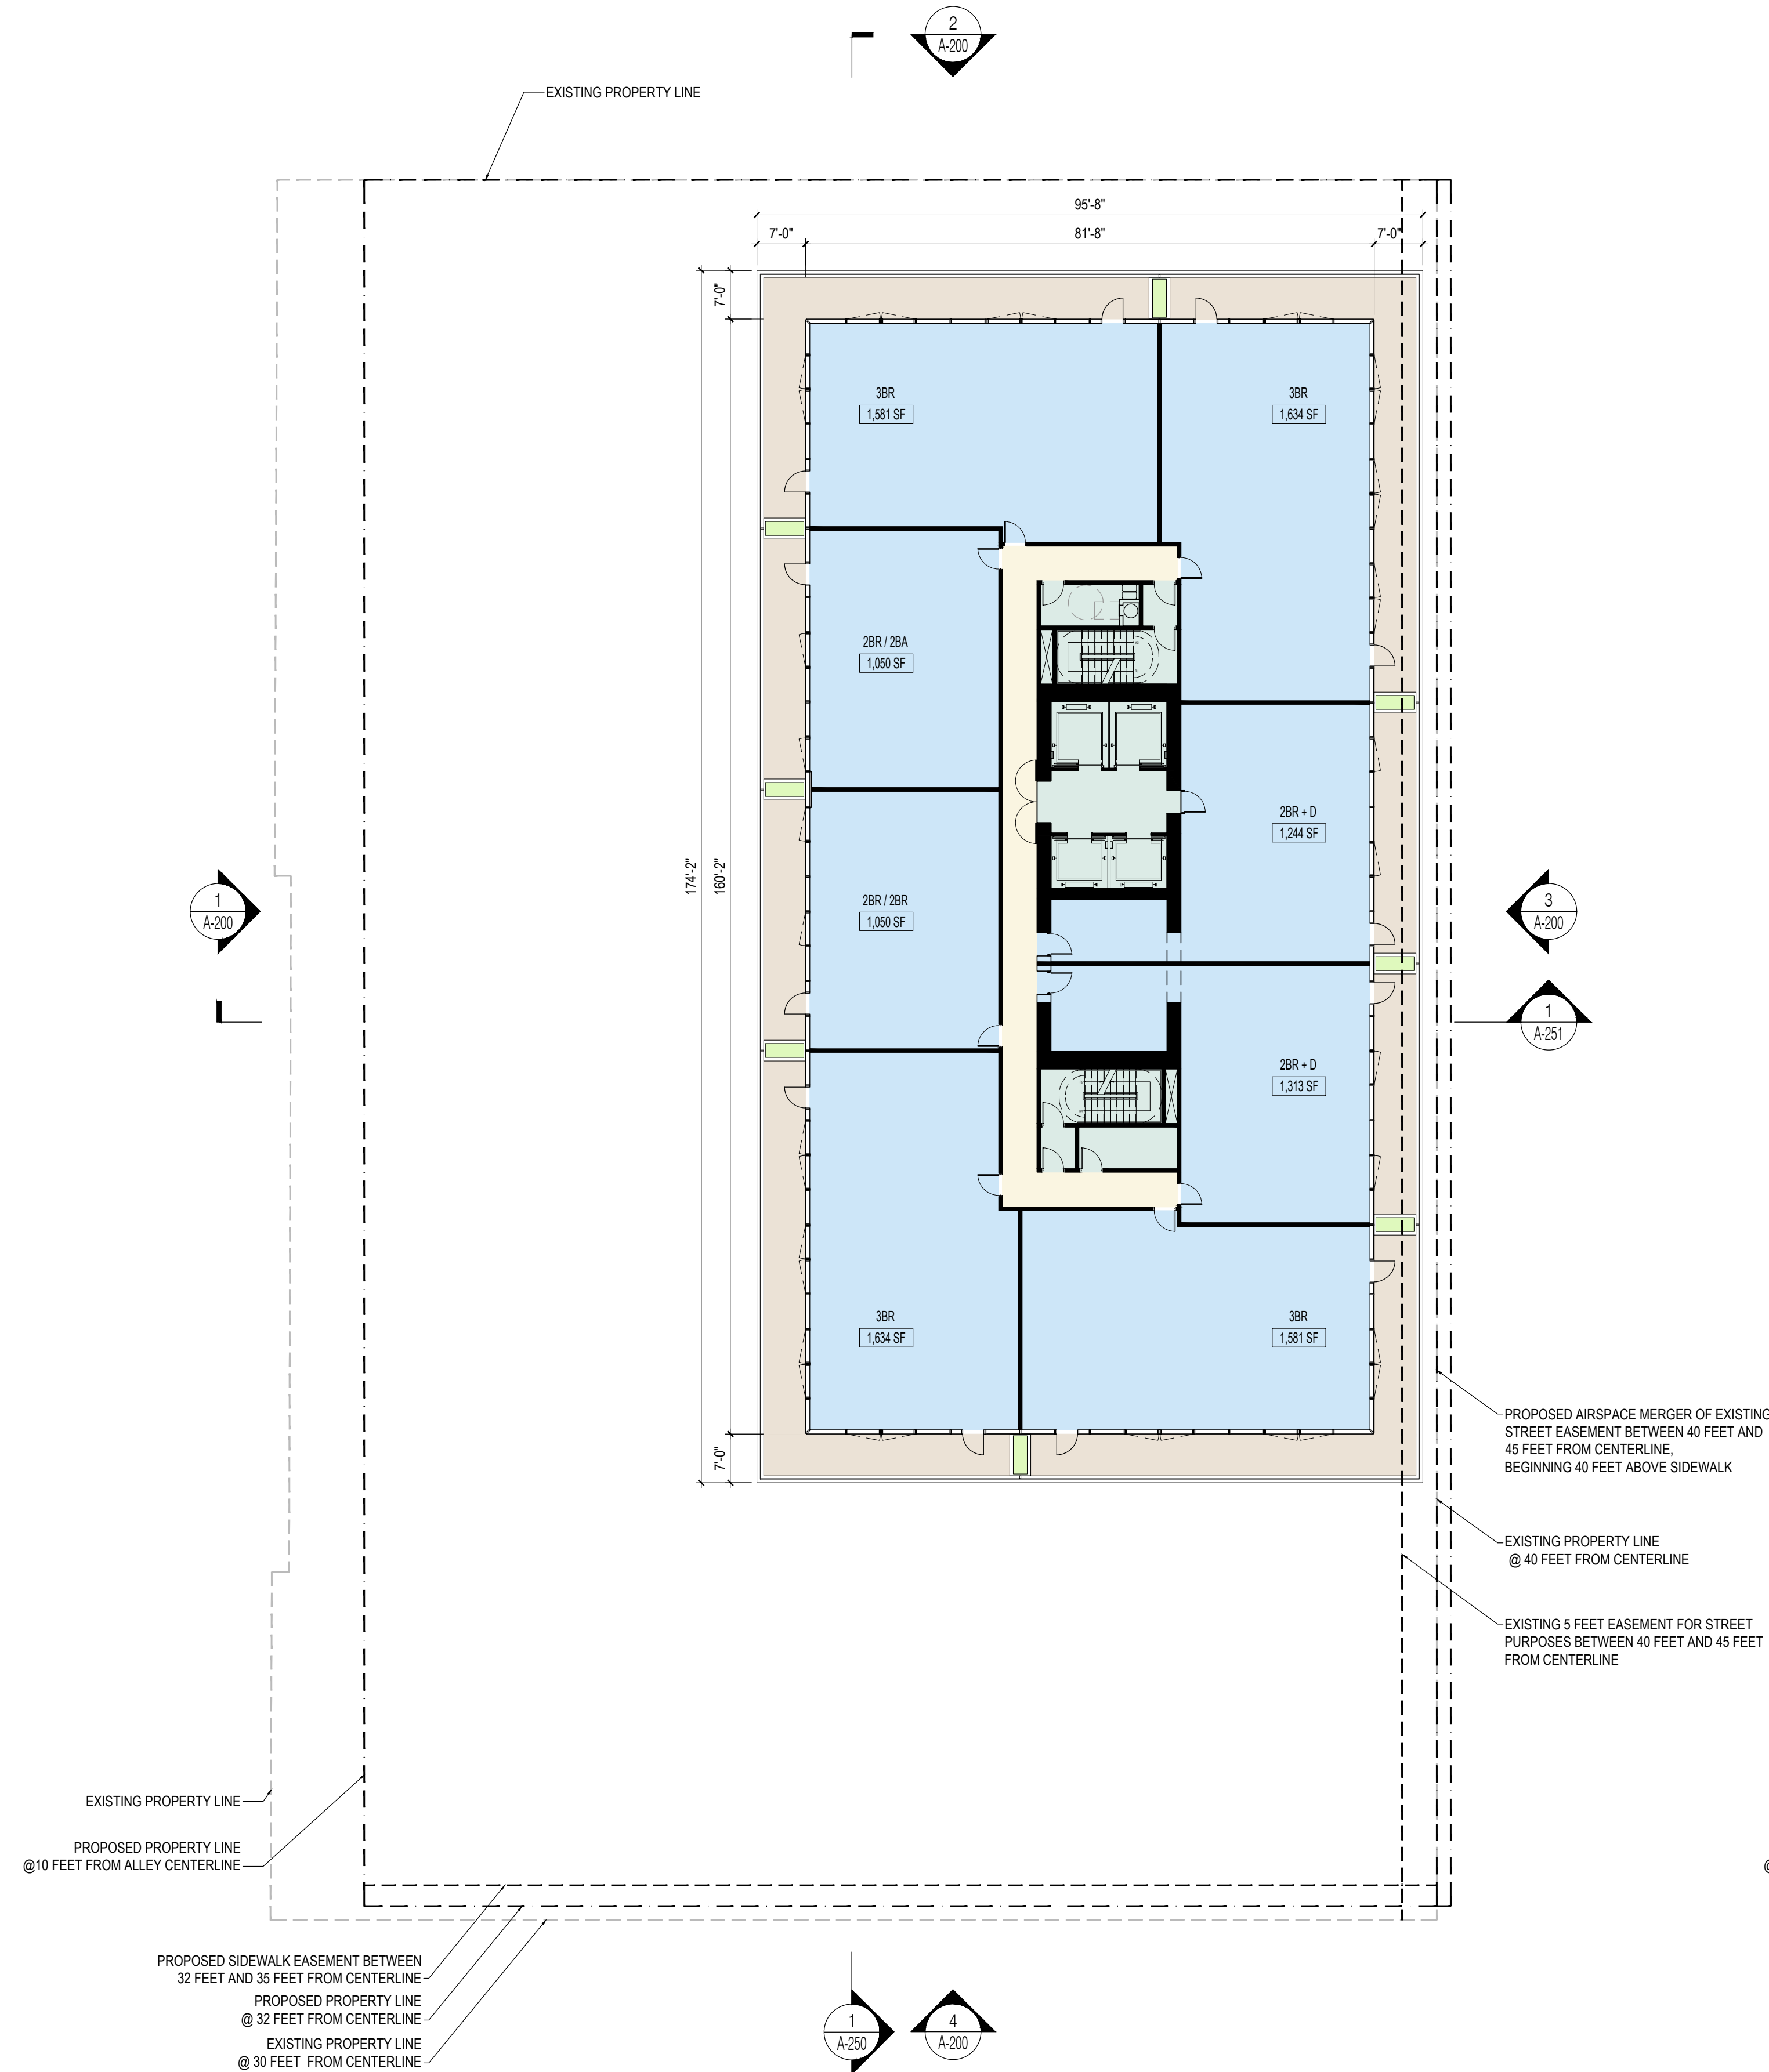 2
A-200
EXISTING PROPERTY LINE
95'-8"
7'-0"
81'-8"
7'-0"
7'-0"
3BR
1,581 SF
3BR
1,634 SF
2BR / 2BA
1,050 SF
174'-2"
160'-2"
2BR + D
1,244 SF
2BR / 2BR
1,050 SF
1
A-200
3
A-200
1
A-251
2BR + D
1,313 SF
3BR
1,634 SF
3BR
1,581 SF
7'-0"
PROPOSED AIRSPACE MERGER OF EXISTING
STREET EASEMENT BETWEEN 40 FEET AND
45 FEET FROM CENTERLINE,
BEGINNING 40 FEET ABOVE SIDEWALK
EXISTING PROPERTY LINE
@ 40 FEET FROM CENTERLINE
EXISTING 5 FEET EASEMENT FOR STREET
PURPOSES BETWEEN 40 FEET AND 45 FEET
FROM CENTERLINE
EXISTING PROPERTY LINE
PROPOSED PROPERTY LINE
@10 FEET FROM ALLEY CENTERLINE
@
PROPOSED SIDEWALK EASEMENT BETWEEN
32 FEET AND 35 FEET FROM CENTERLINE
PROPOSED PROPERTY LINE
@ 32 FEET FROM CENTERLINE
EXISTING PROPERTY LINE
@ 30 FEET FROM CENTERLINE
1
A-250
4
A-200